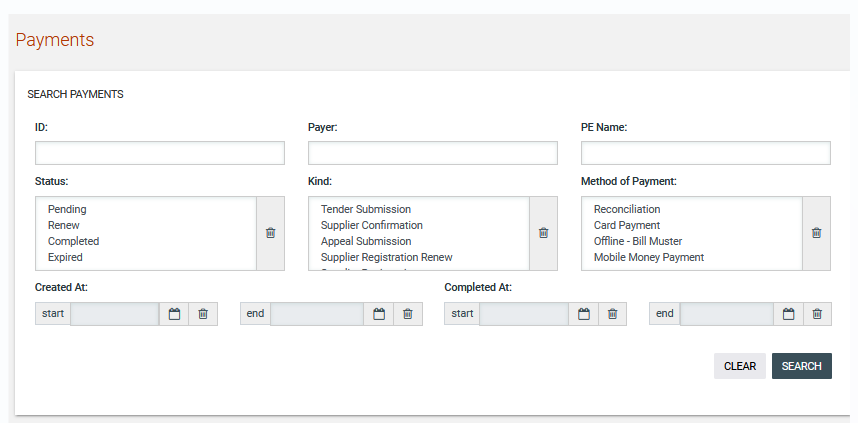 Payments
SEARCH PAYMENTS
ID:
Payer:
PE Name:
Status:
Kind:
Method of Payment:
Pending
Renew
Completed
Expired
Tender Submission
Supplier Confirmation
Appeal Submission
Supplier Registration Renew
Reconciliation
Card Payment
Offline - Bill Muster
Mobile Money Payment
Created At:
Completed At:
start
end
start
end
CLEAR
SEARCH